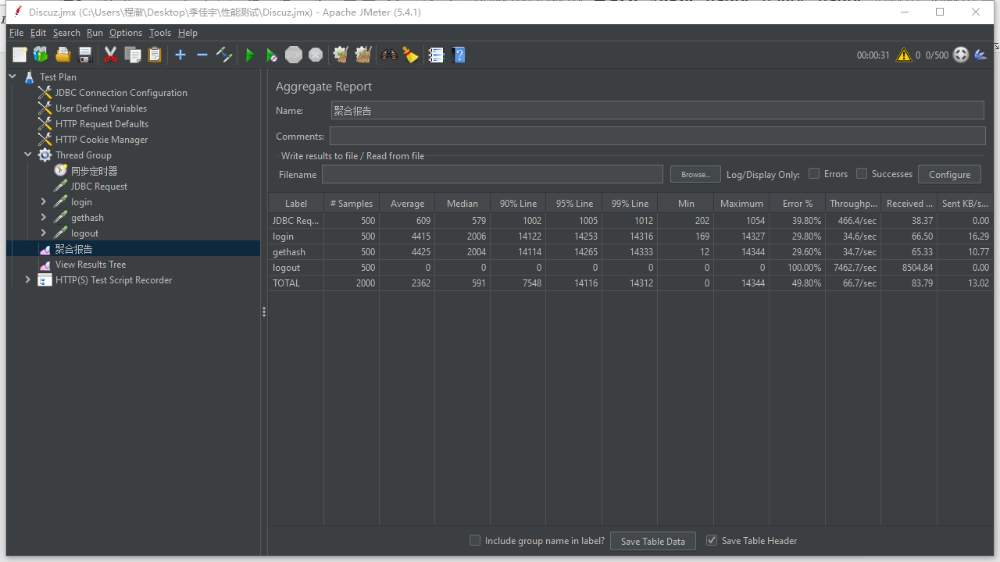 Discuz.jmx (C:\Users\程澈\Desktop\李佳宇\性能测试\Discuz.jmx) - Apache JMeter (5.4.1)
File Edit Search Run Options Tools Help
00:00:31 0 0/500
Test Plan
JDBC Connection Configuration
User Defined Variables
HTTP Request Defaults
HTTP Cookie Manager
Thread Group
同步定时器
JDBC Request
login
gethash
logout
聚合报告
View Results Tree
HTTP(S) Test Script Recorder
Aggregate Report
Name: 聚合报告
Comments:
Write results to file / Read from file
Filename Browse... Log/Display Only: Errors Successes Configure
Label # Samples Average Median 90% Line 95% Line 99% Line Min Maximum Error % Throughp... Received ... Sent KB/s...
JDBC Req... 500 609 579 1002 1005 1012 202 1054 39.80% 466.4/sec 38.37 0.00
login 500 4415 2006 14122 14253 14316 169 14327 29.80% 34.6/sec 66.50 16.29
gethash 500 4425 2004 14114 14265 14333 12 14344 29.60% 34.7/sec 65.33 10.77
logout 500 0 0 0 0 0 0 0 100.00% 7462.7/sec 8504.84 0.00
TOTAL 2000 2362 591 7548 14116 14312 0 14344 49.80% 66.7/sec 83.79 13.02
Include group name in label? Save Table Data Save Table Header